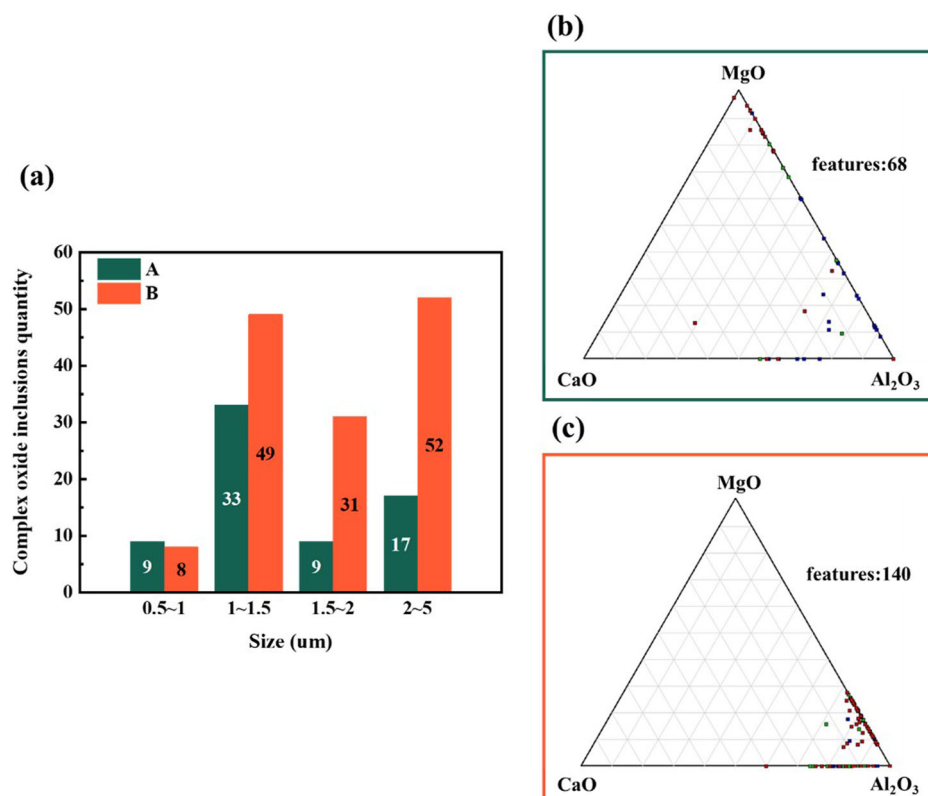 (a)
Complex oxide inclusions quantity
60
50
40
30
20
10
0
A
B
9
8
33
49
9
31
17
52
0.5~1
1~1.5
1.5~2
2~5
Size (um)
(b)
MgO
features:68
CaO
Al₂O₃
(c)
MgO
features:140
CaO
Al₂O₃